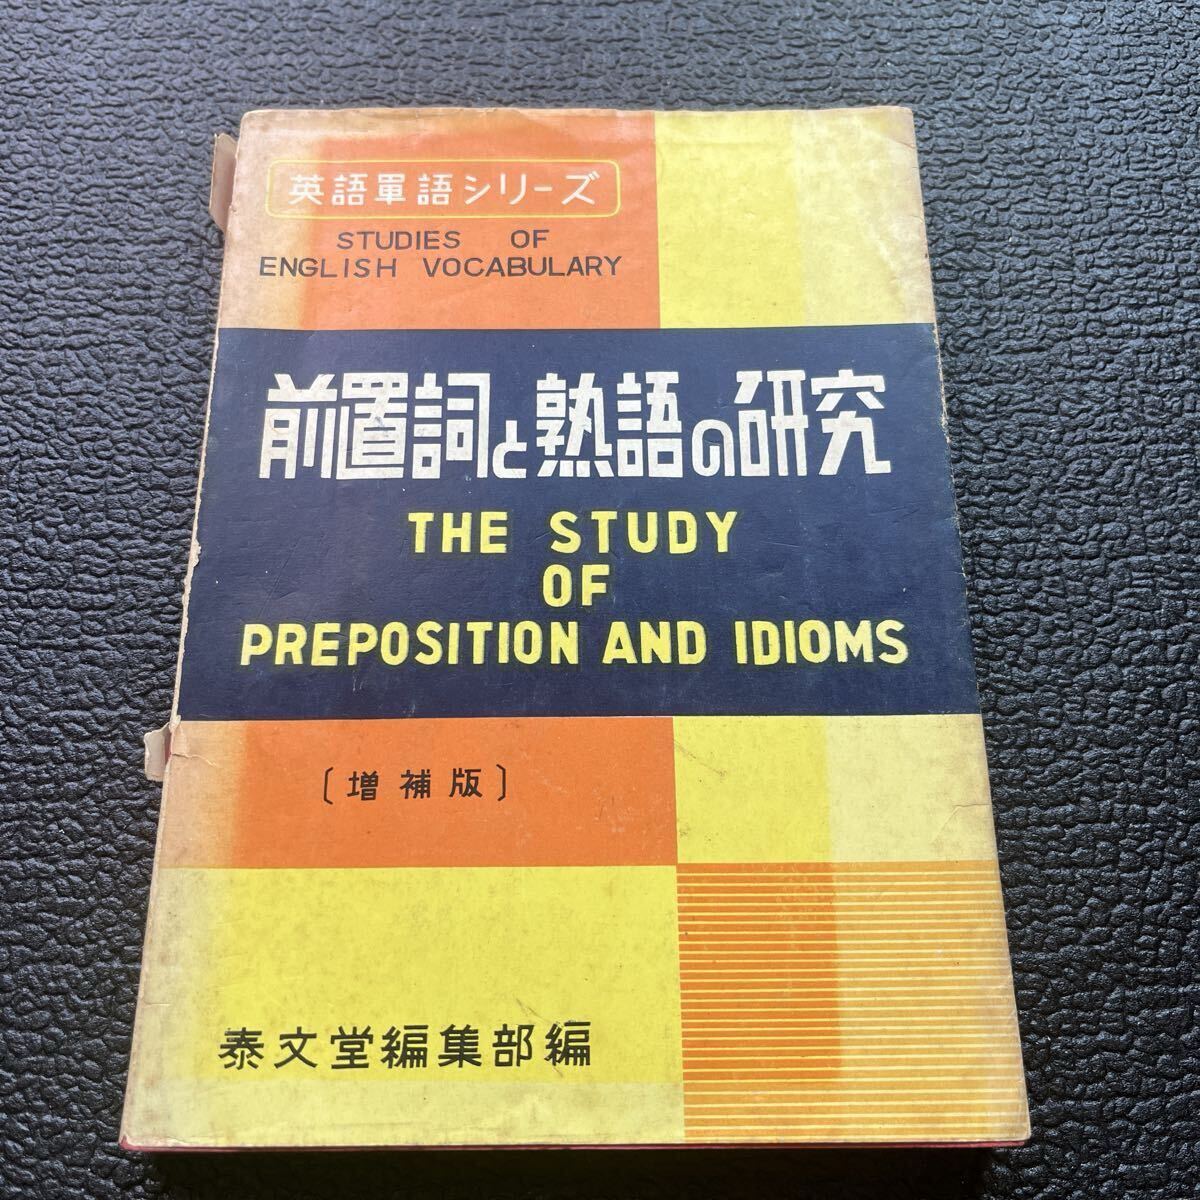 英語單語シリーズ
STUDIES OF
ENGLISH VOCABULARY
前置詞と熟語の研究
THE STUDY
OF
PREPOSITION AND IDIOMS
〔増補版〕
泰文堂編集部編